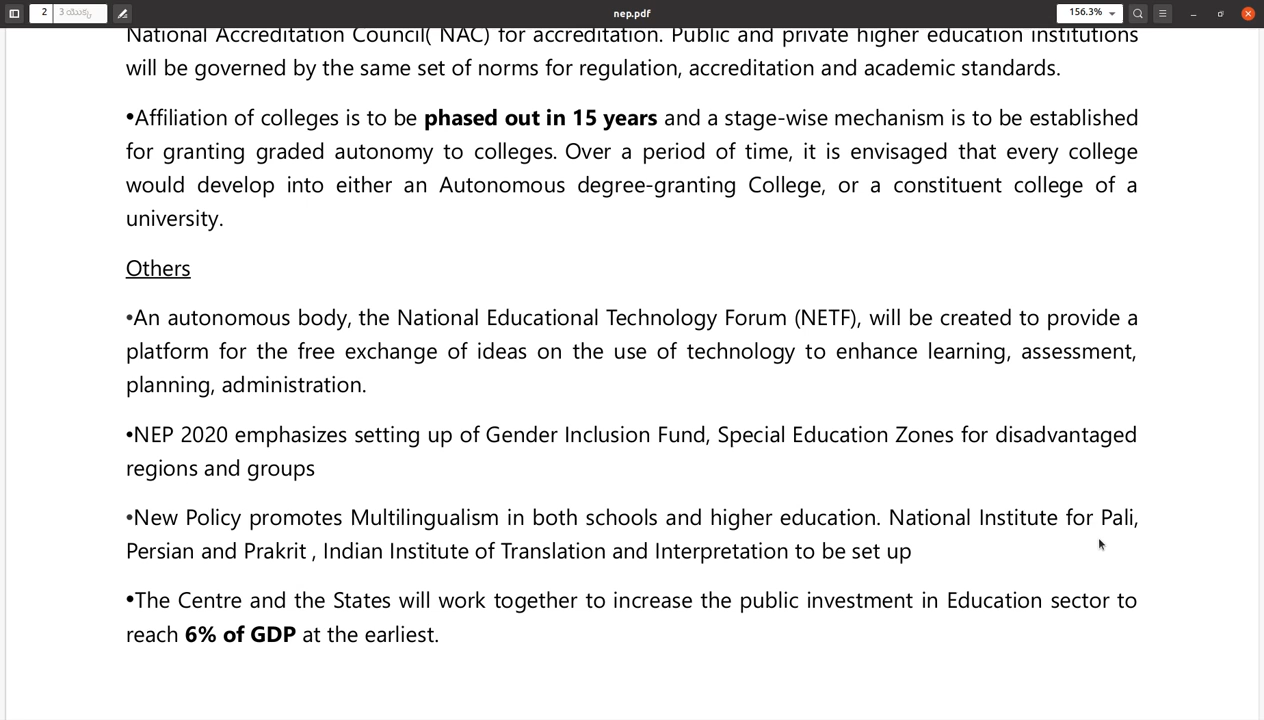 2 3 యొక్క nep.pdf 156.3%
National Accreditation Council( NAC) for accreditation. Public and private higher education institutions
will be governed by the same set of norms for regulation, accreditation and academic standards.
•Affiliation of colleges is to be phased out in 15 years and a stage-wise mechanism is to be established
for granting graded autonomy to colleges. Over a period of time, it is envisaged that every college
would develop into either an Autonomous degree-granting College, or a constituent college of a
university.
Others
•An autonomous body, the National Educational Technology Forum (NETF), will be created to provide a
platform for the free exchange of ideas on the use of technology to enhance learning, assessment,
planning, administration.
•NEP 2020 emphasizes setting up of Gender Inclusion Fund, Special Education Zones for disadvantaged
regions and groups
•New Policy promotes Multilingualism in both schools and higher education. National Institute for Pali,
Persian and Prakrit , Indian Institute of Translation and Interpretation to be set up
•The Centre and the States will work together to increase the public investment in Education sector to
reach 6% of GDP at the earliest.